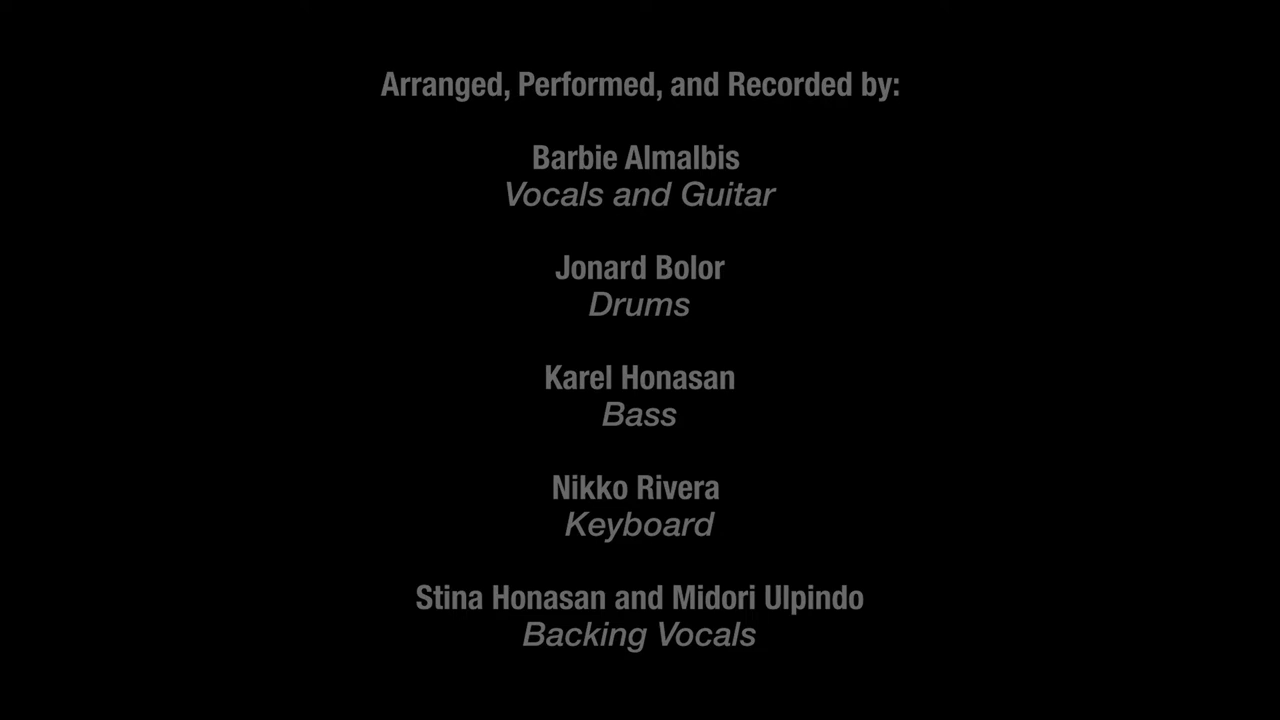 Arranged, Performed, and Recorded by:
Barbie Almalbis
Vocals and Guitar
Jonard Bolor
Drums
Karel Honasan
Bass
Nikko Rivera
Keyboard
Stina Honasan and Midori Ulpindo
Backing Vocals